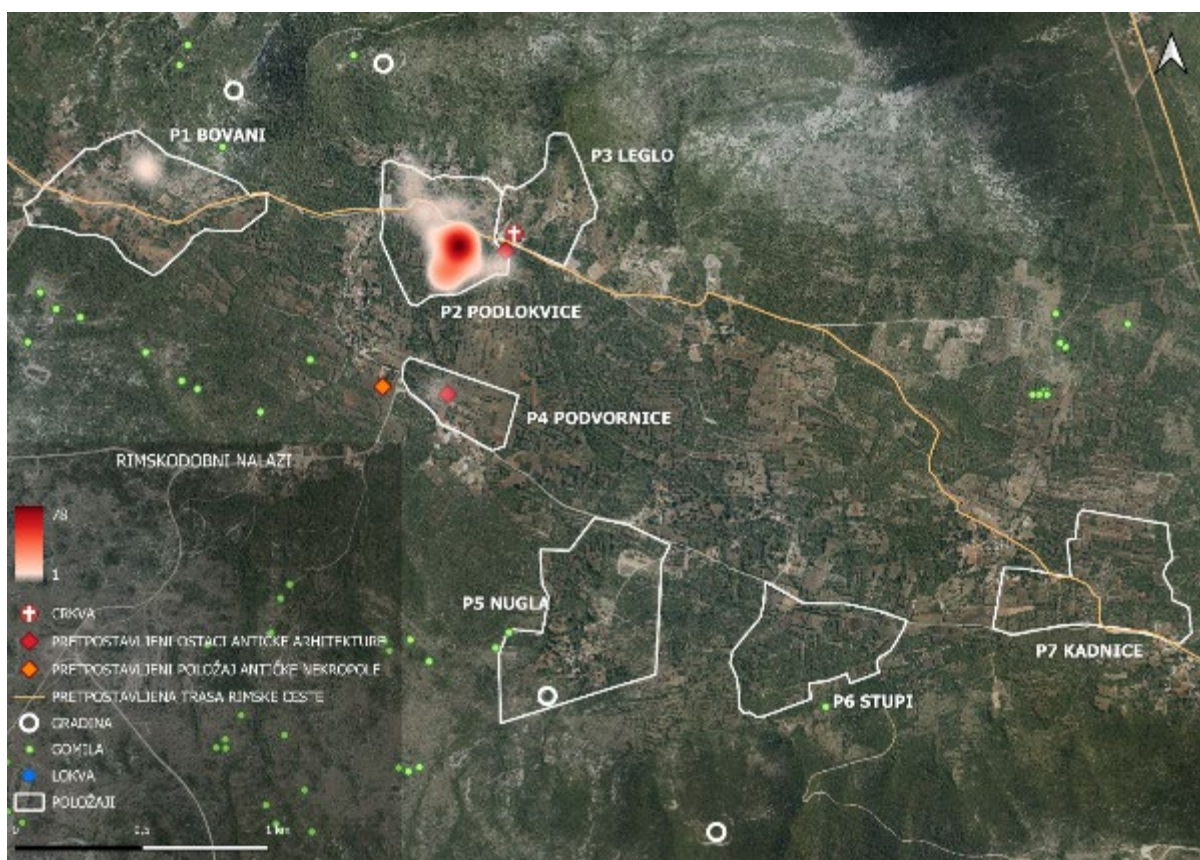 P1 BOVANI
P3 LEGLO
P2 PODLOKVICE
P4 PODVORNICE
RIMSKODOBNI NALAZI
78
1
P5 NUGLA
CRKVA
PRETPOSTAVLJENI OSTACI ANTIČKE ARHITEKTURE
PRETPOSTAVLJENI POLOŽAJ ANTIČKE NEKROPOLE
P7 KADNICE
PRETPOSTAVLJENA TRASA RIMSKE CESTE
P6 STUPI
GRADINA
GOMILA
LOKVA
POLOŽAJI
0 0,5 1 km